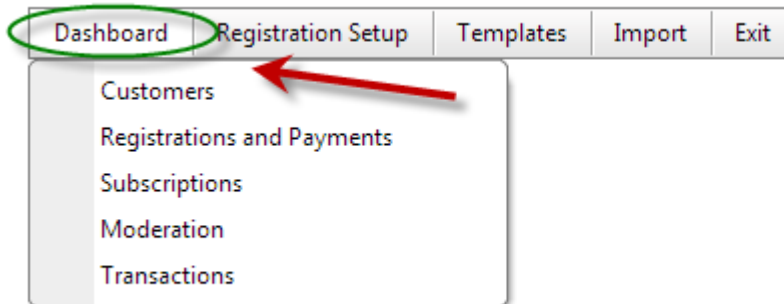 Dashboard Registration Setup Templates Import Exit
Customers
Registrations and Payments
Subscriptions
Moderation
Transactions